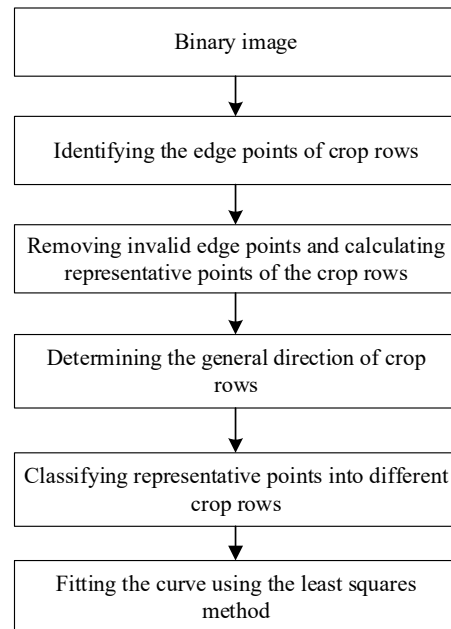 Binary image
Identifying the edge points of crop rows
Removing invalid edge points and calculating
representative points of the crop rows
Determining the general direction of crop
rows
Classifying representative points into different
crop rows
Fitting the curve using the least squares
method